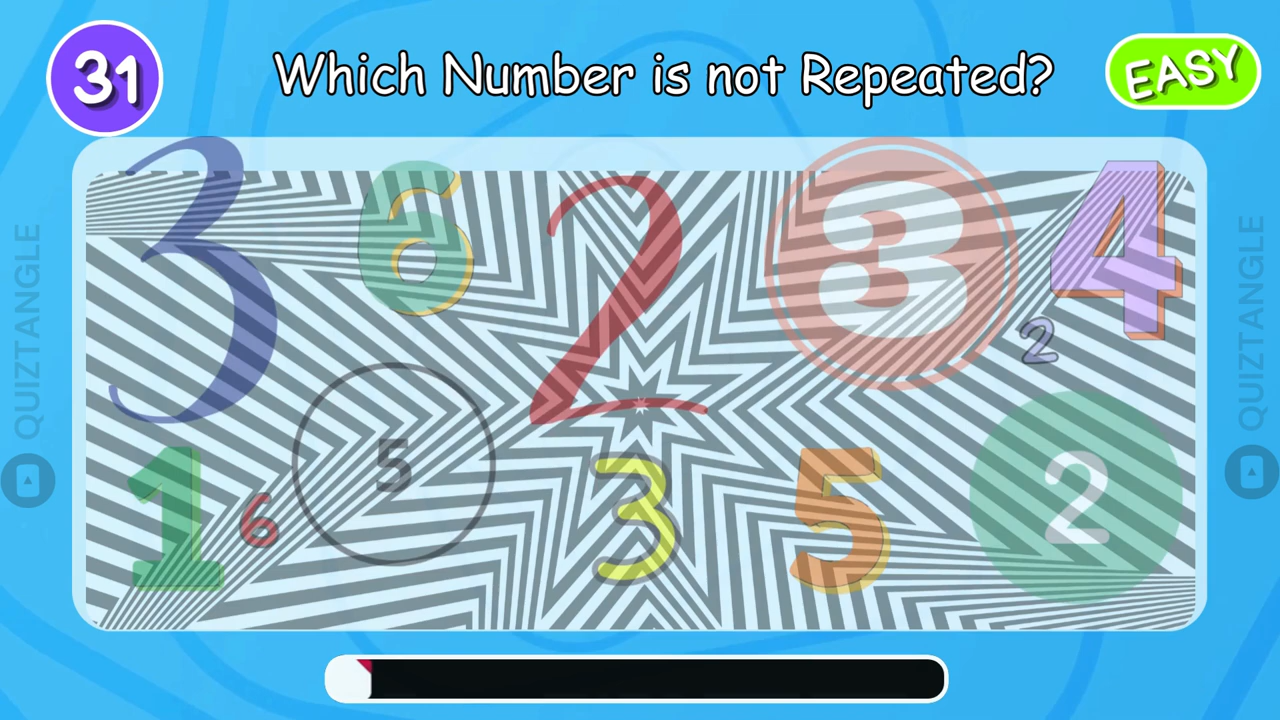 31
Which Number is not Repeated?
EASY
3 6 2 3 4
2
1 6 5 3 5 2
QUIZTANGLE
QUIZTANGLE